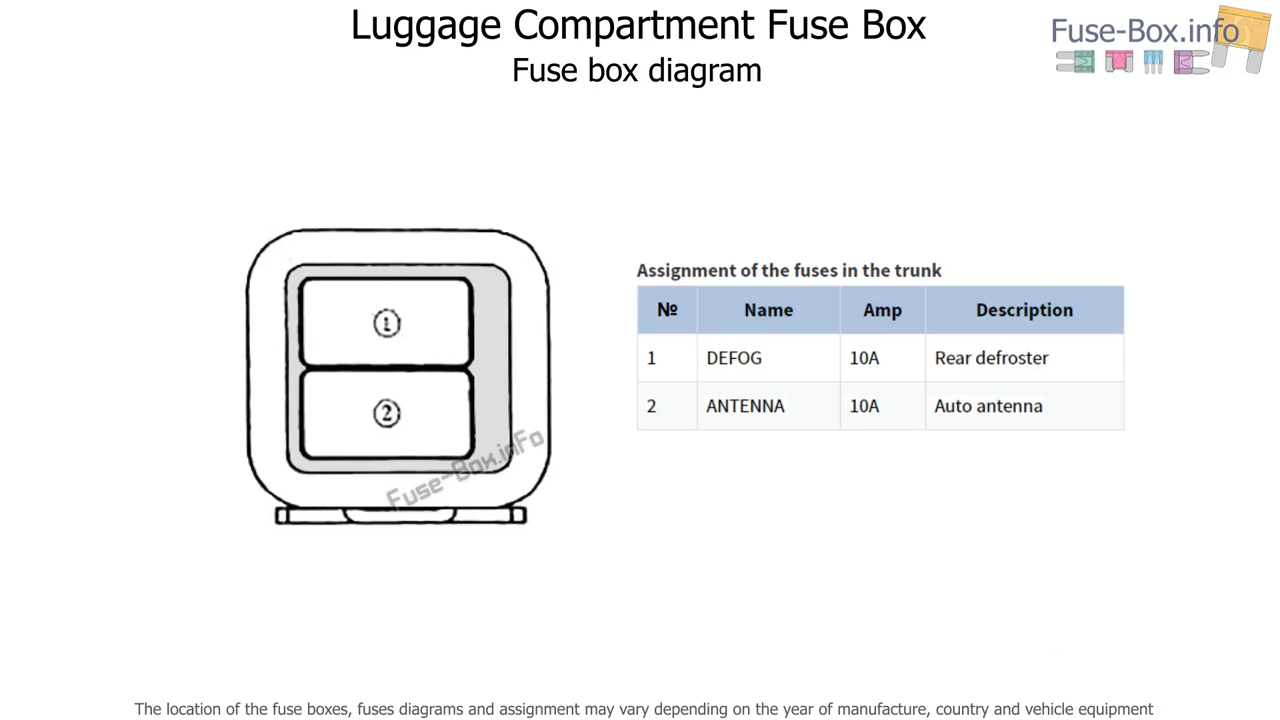 Luggage Compartment Fuse Box
Fuse box diagram
Fuse-Box.info
1
2
Fuse-Box.inFo
Assignment of the fuses in the trunk
№ Name Amp Description
1 DEFOG 10A Rear defroster
2 ANTENNA 10A Auto antenna
The location of the fuse boxes, fuses diagrams and assignment may vary depending on the year of manufacture, country and vehicle equipment